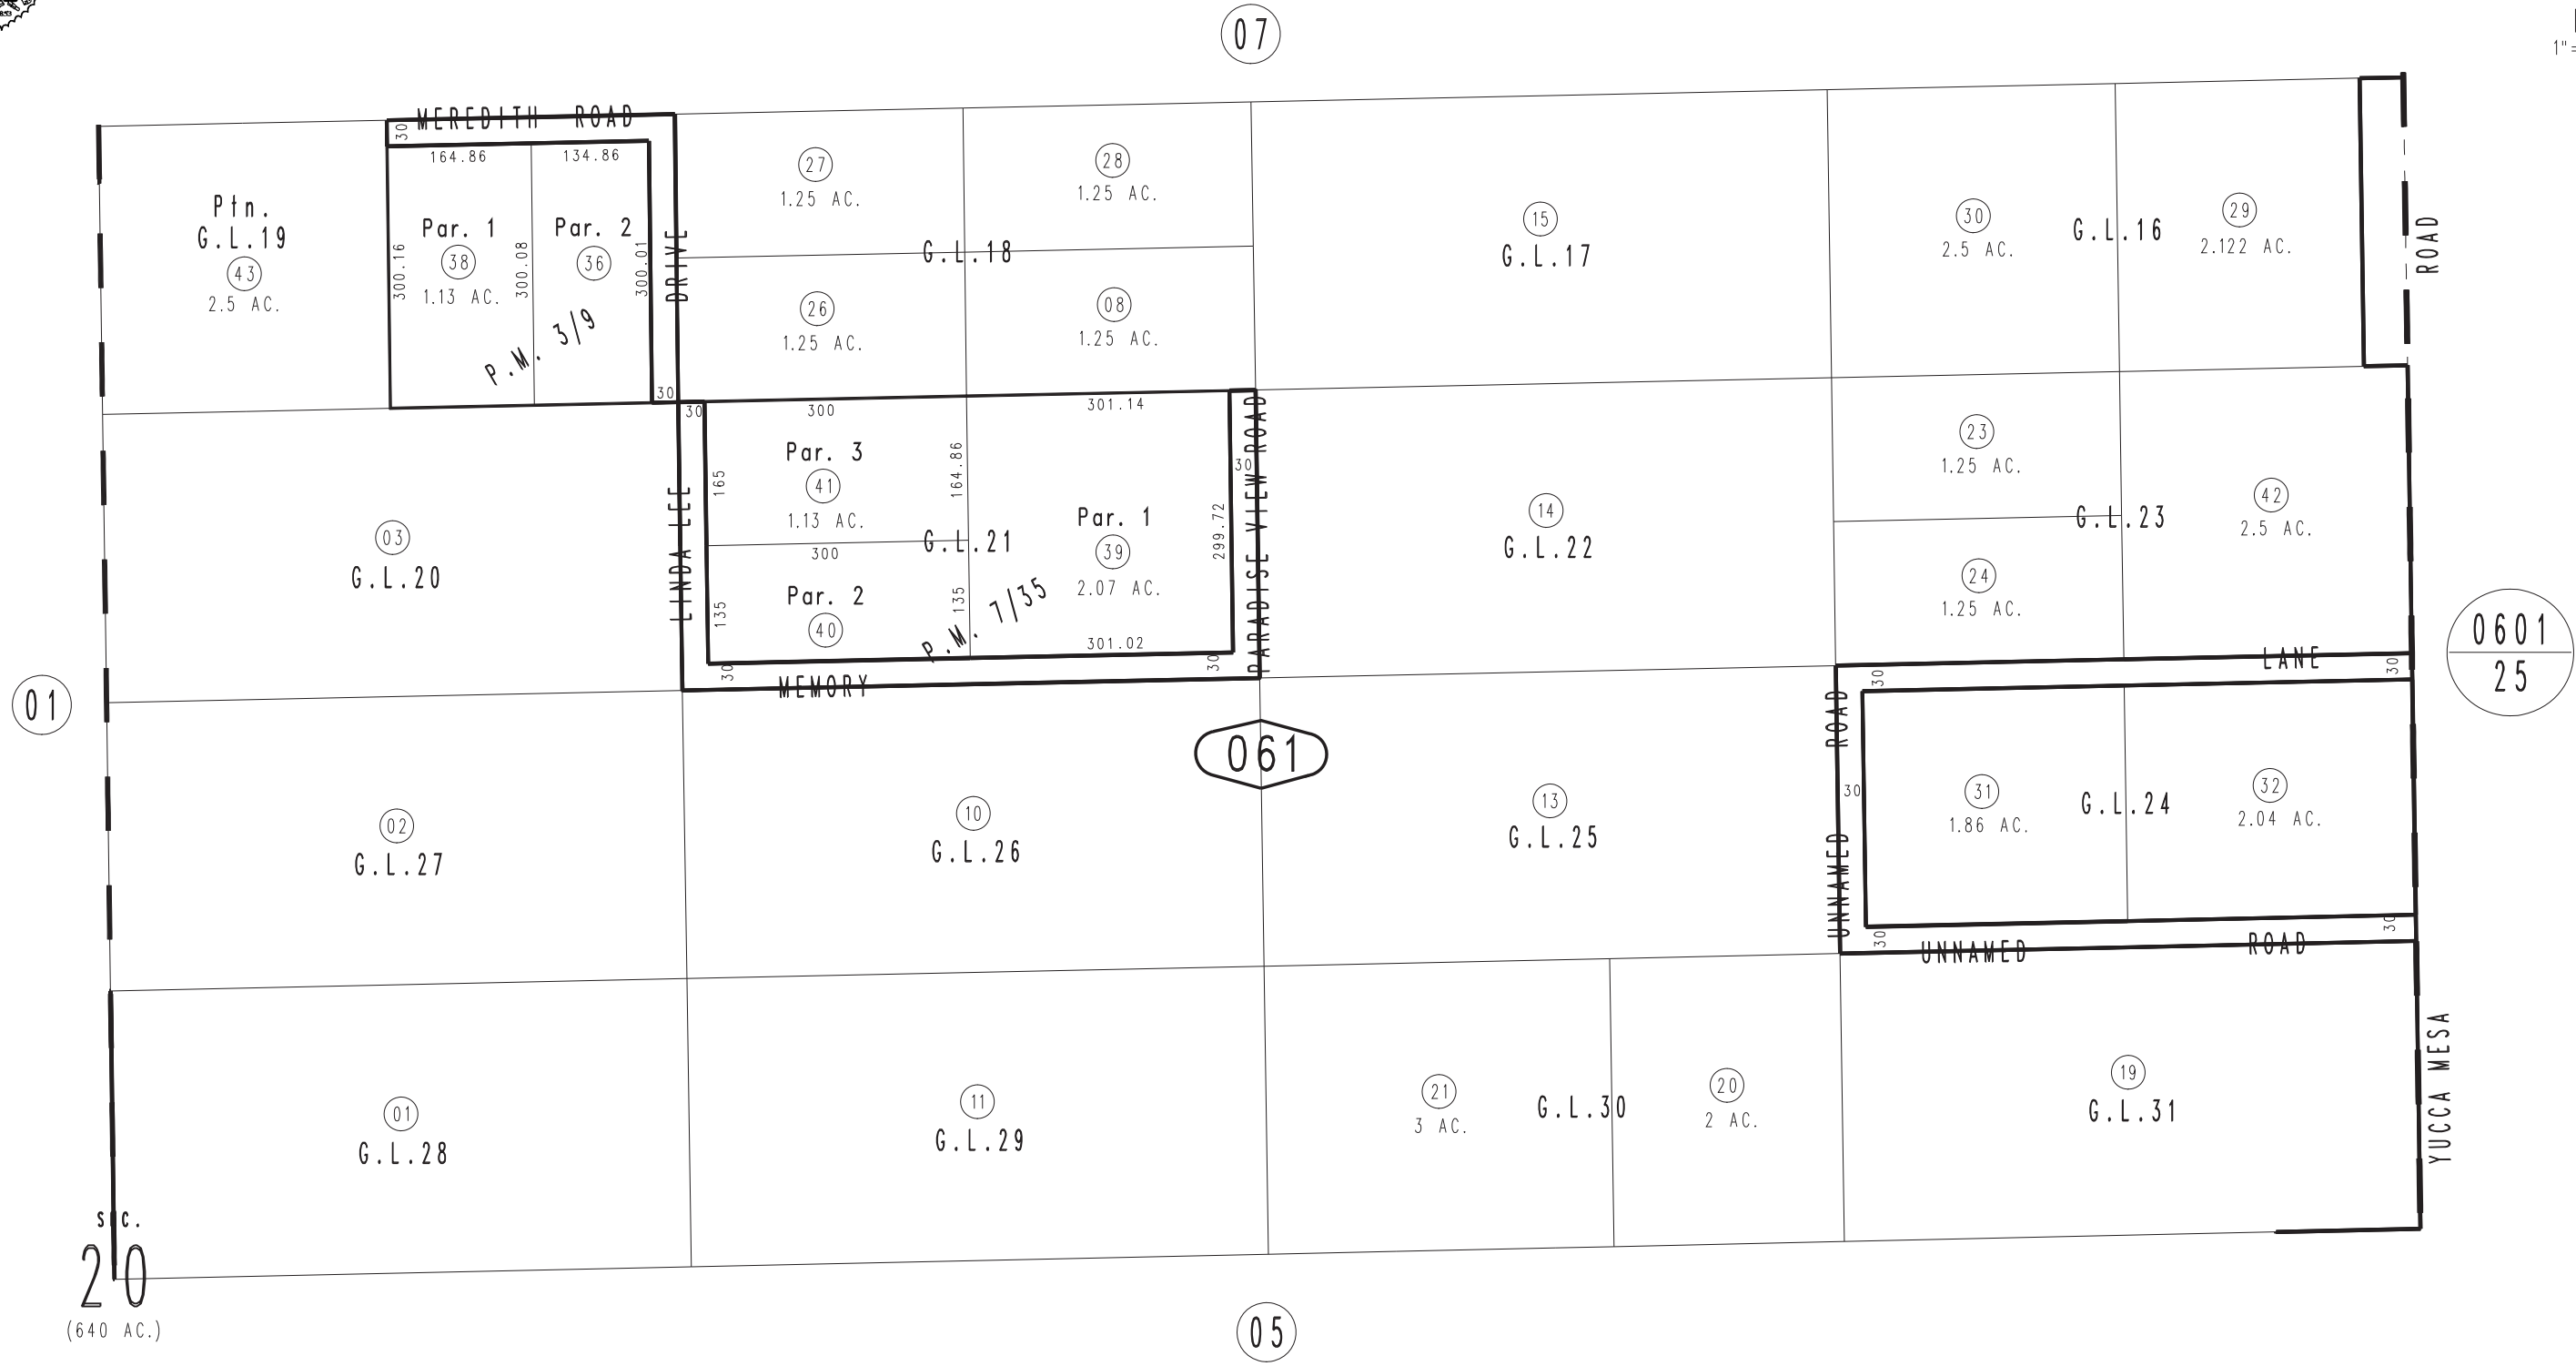 07
1"=
MEREDITH ROAD
30
164.86
134.86
Ptn.
G.L.19
43
2.5 AC.
300.16
Par. 1
38
1.13 AC.
300.08
Par. 2
36
300.01
P.M. 3/9
30
DRIVE
27
1.25 AC.
28
1.25 AC.
G.L.18
26
1.25 AC.
08
1.25 AC.
15
G.L.17
30
2.5 AC.
G.L.16
29
2.122 AC.
ROAD
03
G.L.20
LINDA LEE
30
300
301.14
165
Par. 3
41
1.13 AC.
164.86
300
G.L.21
Par. 1
39
2.07 AC.
299.72
30
135
Par. 2
40
135
P.M. 7/35
301.02
30
30
MEMORY
PARADISE VIEW ROAD
14
G.L.22
23
1.25 AC.
G.L.23
42
2.5 AC.
24
1.25 AC.
LANE
30
30
0601
25
01
061
02
G.L.27
10
G.L.26
13
G.L.25
UNNAMED ROAD
30
31
1.86 AC.
G.L.24
32
2.04 AC.
30
30
UNNAMED ROAD
01
G.L.28
11
G.L.29
21
3 AC.
G.L.30
20
2 AC.
19
G.L.31
YUCCA MESA
20
(640 AC.)
05